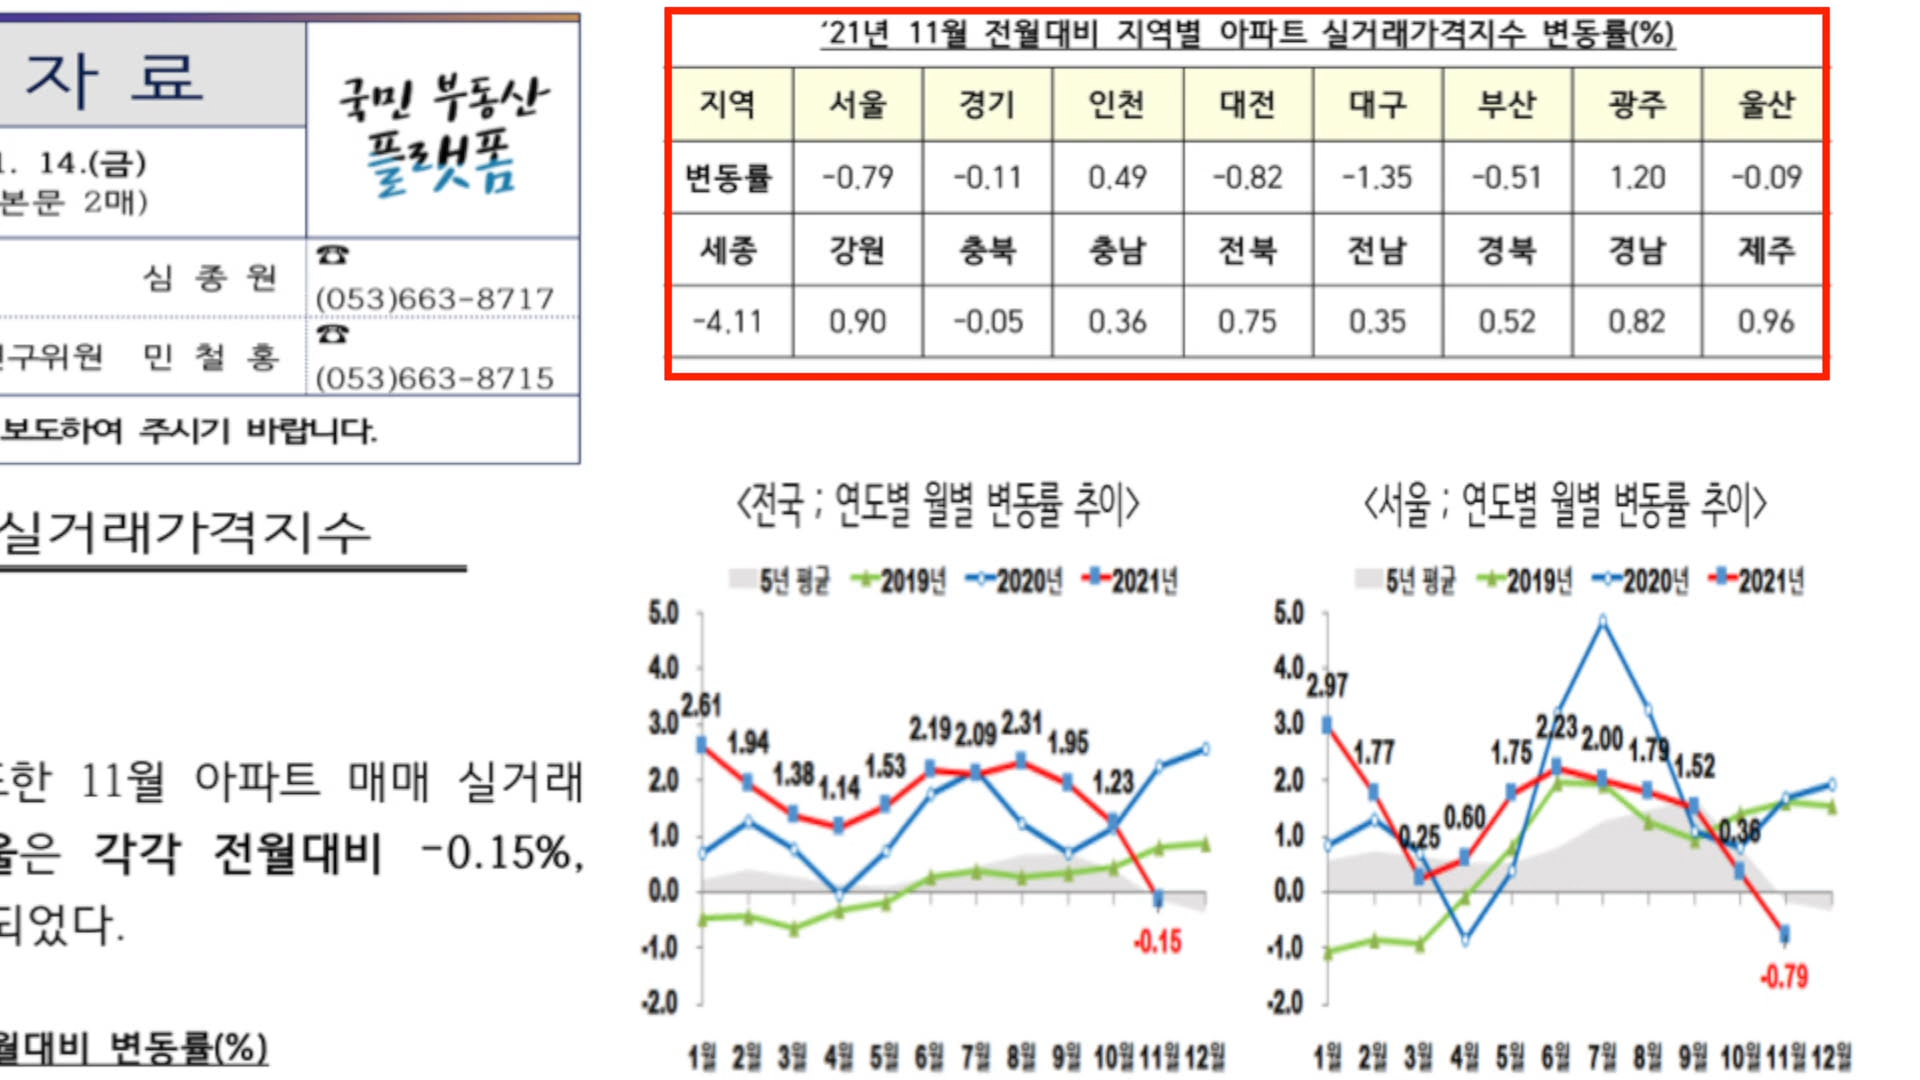 자 료
국민 부동산
플랫폼
1. 14.(금)
본문 2매)
심 종 원 ☎
(053)663-8717
연구위원 민 철 홍 ☎
(053)663-8715
보도하여 주시기 바랍니다.
실거래가격지수
또한 11월 아파트 매매 실거래
율은 각각 전월대비 -0.15%,
되었다.
월대비 변동률(%)
‘21년 11월 전월대비 지역별 아파트 실거래가격지수 변동률(%)
지역 서울 경기 인천 대전 대구 부산 광주 울산
변동률 -0.79 -0.11 0.49 -0.82 -1.35 -0.51 1.20 -0.09
세종 강원 충북 충남 전북 전남 경북 경남 제주
-4.11 0.90 -0.05 0.36 0.75 0.35 0.52 0.82 0.96
<전국 ; 연도별 월별 변동률 추이>
5년 평균 2019년 2020년 2021년
5.0
4.0
3.0
2.0
1.0
0.0
-1.0
-2.0
2.61 1.94 1.38 1.14 1.53 2.19 2.09 2.31 1.95 1.23 -0.15
1월 2월 3월 4월 5월 6월 7월 8월 9월 10월 11월 12월
<서울 ; 연도별 월별 변동률 추이>
5년 평균 2019년 2020년 2021년
5.0
4.0
3.0
2.0
1.0
0.0
-1.0
-2.0
2.97 1.77 0.25 0.60 1.75 2.23 2.00 1.79 1.52 0.36 -0.79
1월 2월 3월 4월 5월 6월 7월 8월 9월 10월 11월 12월